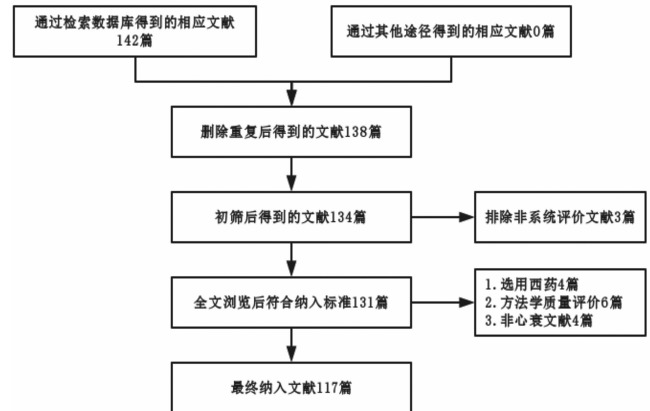 通过检索数据库得到的相应文献
142篇
通过其他途径得到的相应文献0篇
删除重复后得到的文献138篇
初筛后得到的文献134篇
排除非系统评价文献3篇
全文浏览后符合纳入标准131篇
1.选用西药4篇
2.方法学质量评价6篇
3.非心衰文献4篇
最终纳入文献117篇